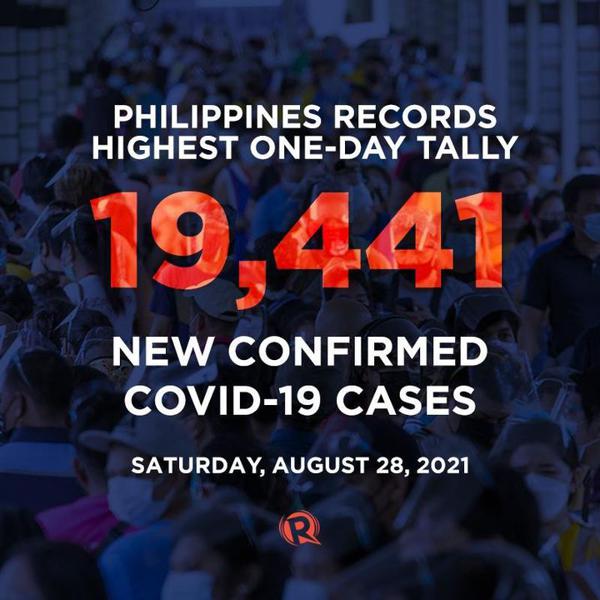 PHILIPPINES RECORDS
HIGHEST ONE-DAY TALLY
19,441
NEW CONFIRMED
COVID-19 CASES
SATURDAY, AUGUST 28, 2021
R